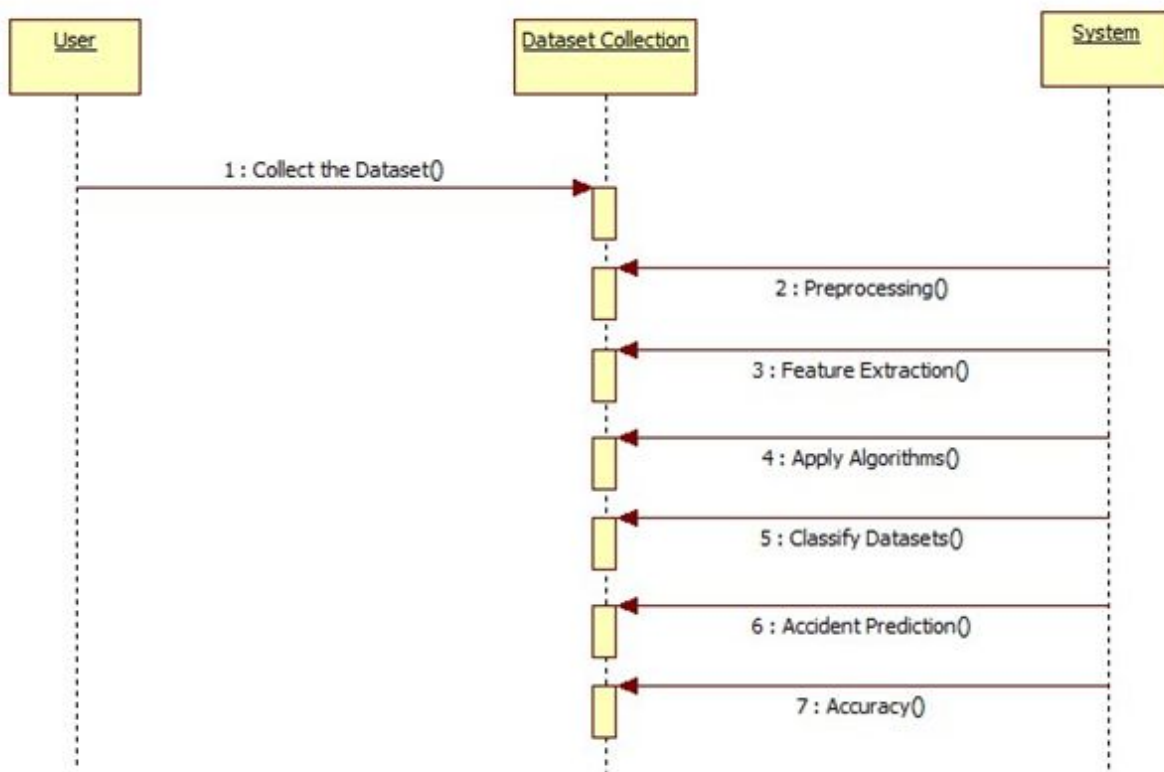 User
Dataset Collection
System
1 : Collect the Dataset()
2 : Preprocessing()
3 : Feature Extraction()
4 : Apply Algorithms()
5 : Classify Datasets()
6 : Accident Prediction()
7 : Accuracy()